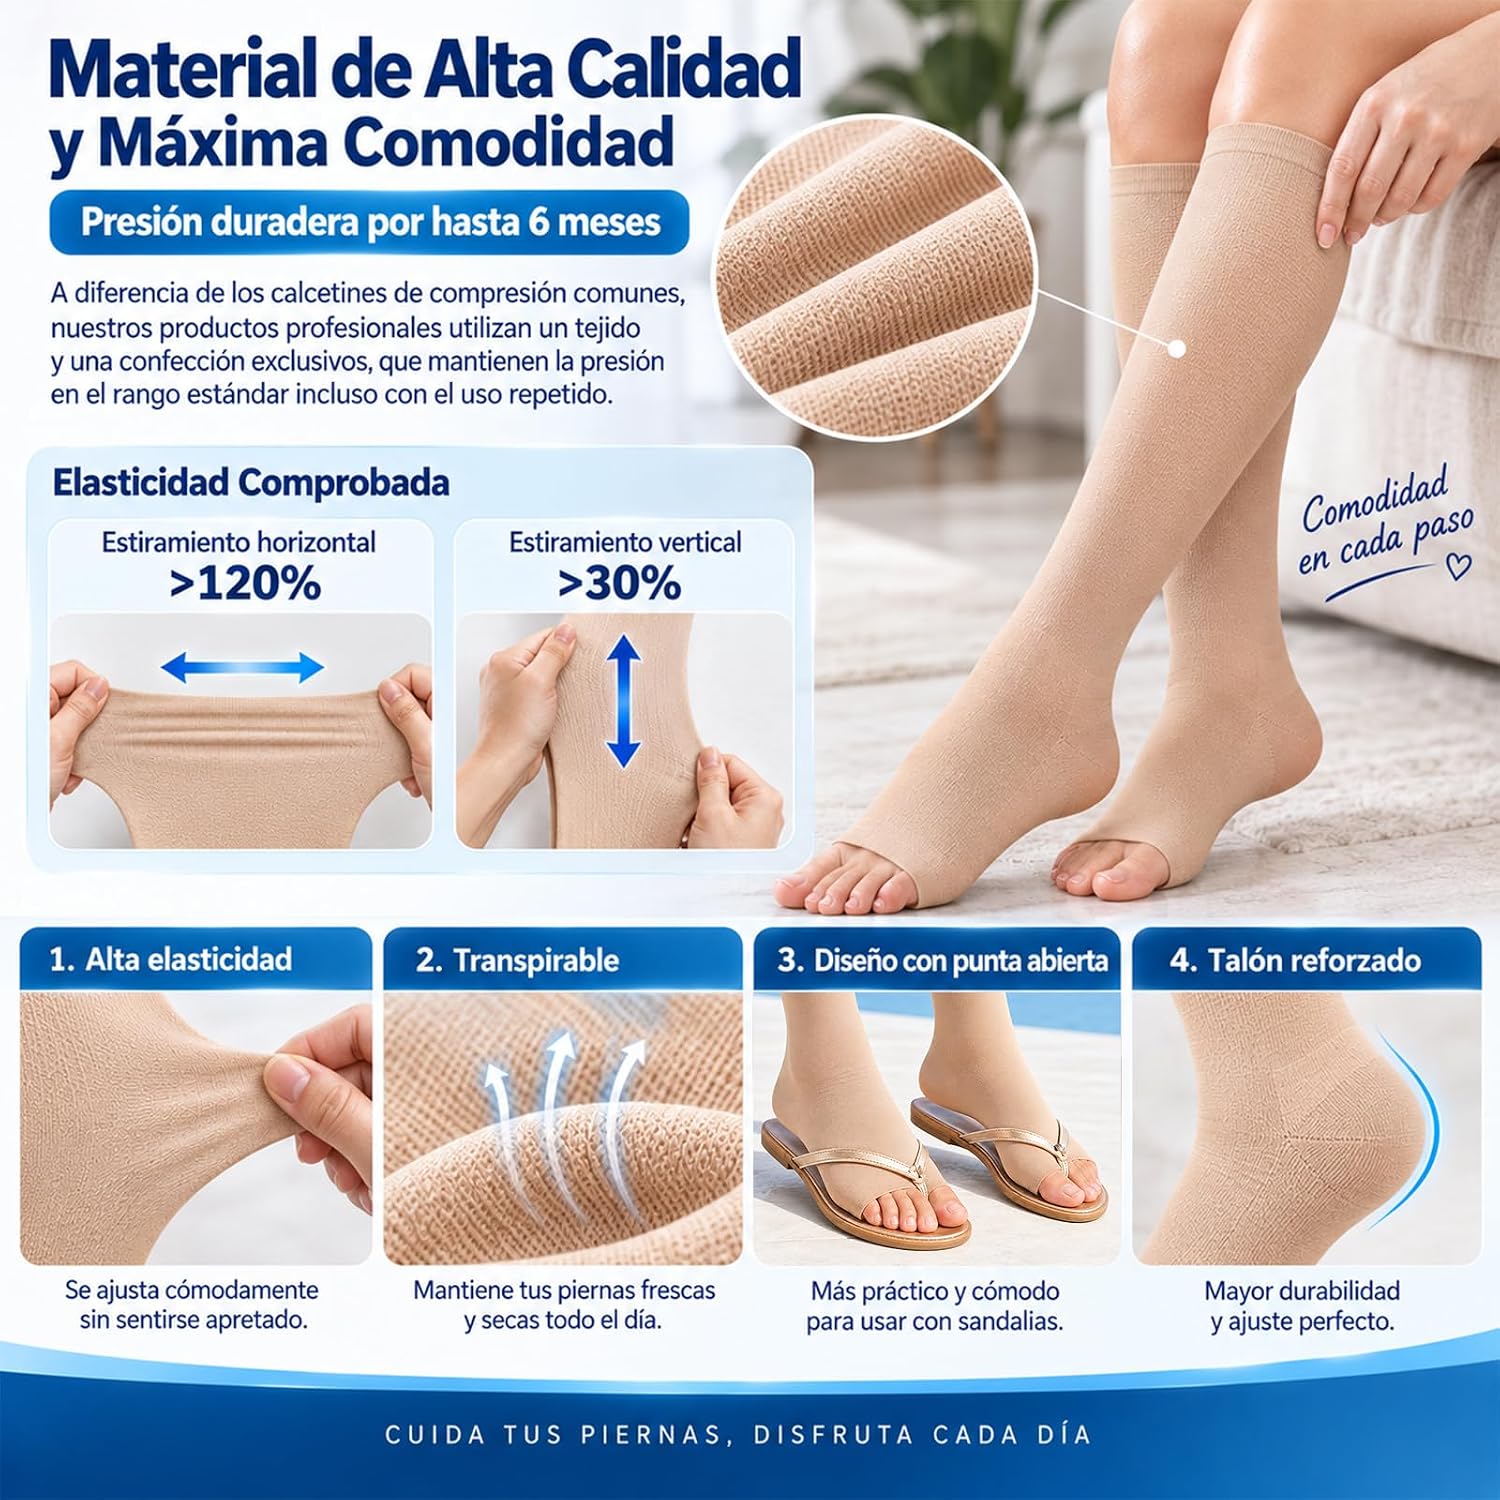 Material de Alta Calidad
y Máxima Comodidad
Presión duradera por hasta 6 meses
A diferencia de los calcetines de compresión comunes,
nuestros productos profesionales utilizan un tejido
y una confección exclusivos, que mantienen la presión
en el rango estándar incluso con el uso repetido.
Comodidad
en cada paso
Elasticidad Comprobada
Estiramiento horizontal
>120%
Estiramiento vertical
>30%
1. Alta elasticidad
Se ajusta cómodamente
sin sentirse apretado.
2. Transpirable
Mantiene tus piernas frescas
y secas todo el día.
3. Diseño con punta abierta
Más práctico y cómodo
para usar con sandalias.
4. Talón reforzado
Mayor durabilidad
y ajuste perfecto.
CUIDA TUS PIERNAS, DISFRUTA CADA DÍA